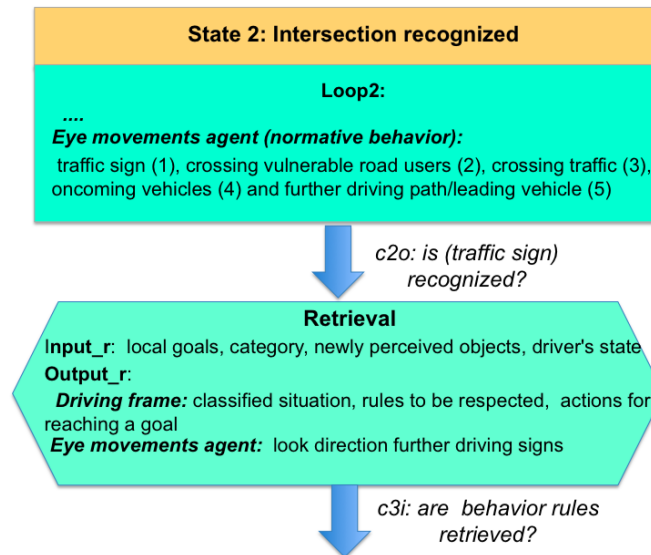 State 2: Intersection recognized
Loop2:
....
Eye movements agent (normative behavior):
traffic sign (1), crossing vulnerable road users (2), crossing traffic (3),
oncoming vehicles (4) and further driving path/leading vehicle (5)
c2o: is (traffic sign)
recognized?
Retrieval
Input_r: local goals, category, newly perceived objects, driver's state
Output_r:
Driving frame: classified situation, rules to be respected, actions for
reaching a goal
Eye movements agent: look direction further driving signs
c3i: are behavior rules
retrieved?